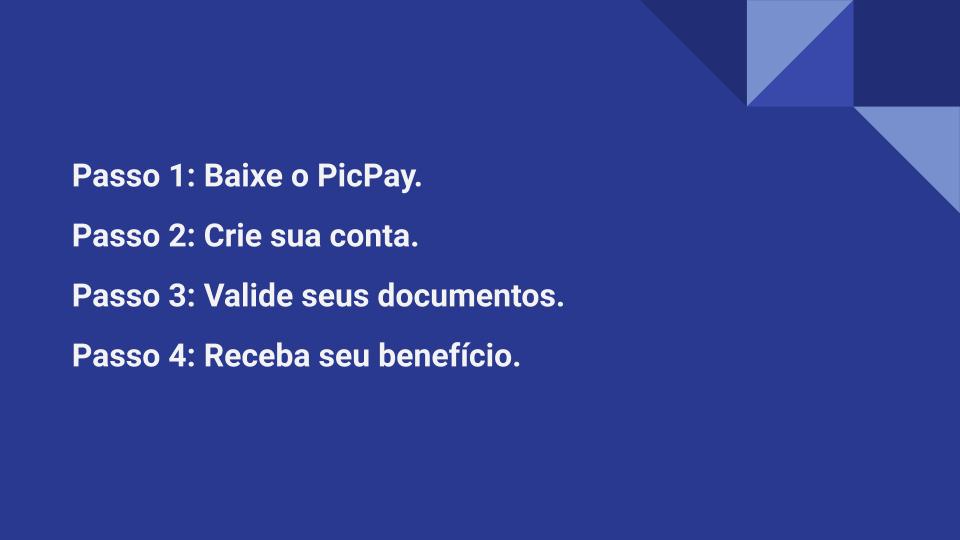 Passo 1: Baixe o PicPay.
Passo 2: Crie sua conta.
Passo 3: Valide seus documentos.
Passo 4: Receba seu benefício.